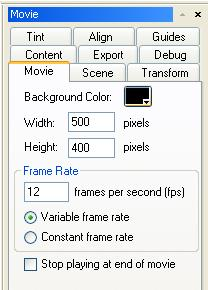 Movie
Tint Align Guides
Content Export Debug
Movie Scene Transform
Background Color:
Width: 500 pixels
Height: 400 pixels
Frame Rate
12 frames per second (fps)
Variable frame rate
Constant frame rate
Stop playing at end of movie